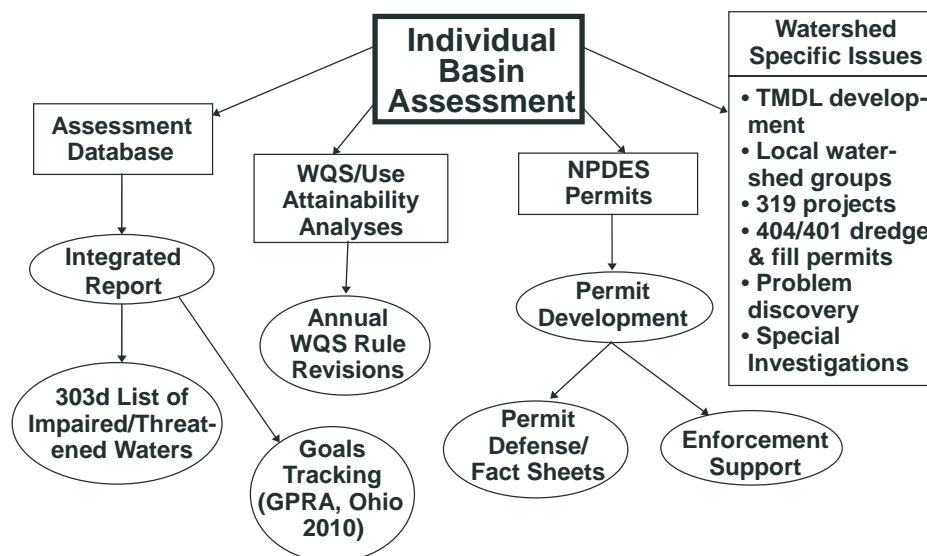 Individual
Basin
Assessment
Assessment
Database
WQS/Use
Attainability
Analyses
NPDES
Permits
Watershed
Specific Issues
• TMDL develop-
ment
• Local water-
shed groups
• 319 projects
• 404/401 dredge
& fill permits
• Problem
discovery
• Special
Investigations
Integrated
Report
Annual
WQS Rule
Revisions
Permit
Development
303d List of
Impaired/Threat-
ened Waters
Goals
Tracking
(GPRA, Ohio
2010)
Permit
Defense/
Fact Sheets
Enforcement
Support